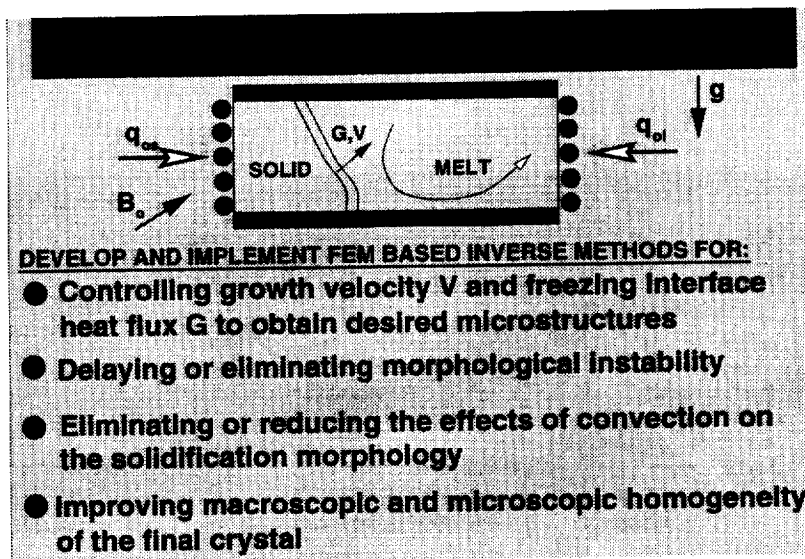 g
q_os
G,V
q_ol
SOLID
MELT
B_o
DEVELOP AND IMPLEMENT FEM BASED INVERSE METHODS FOR:
● Controlling growth velocity V and freezing interface
heat flux G to obtain desired microstructures
● Delaying or eliminating morphological instability
● Eliminating or reducing the effects of convection on
the solidification morphology
● Improving macroscopic and microscopic homogeneity
of the final crystal